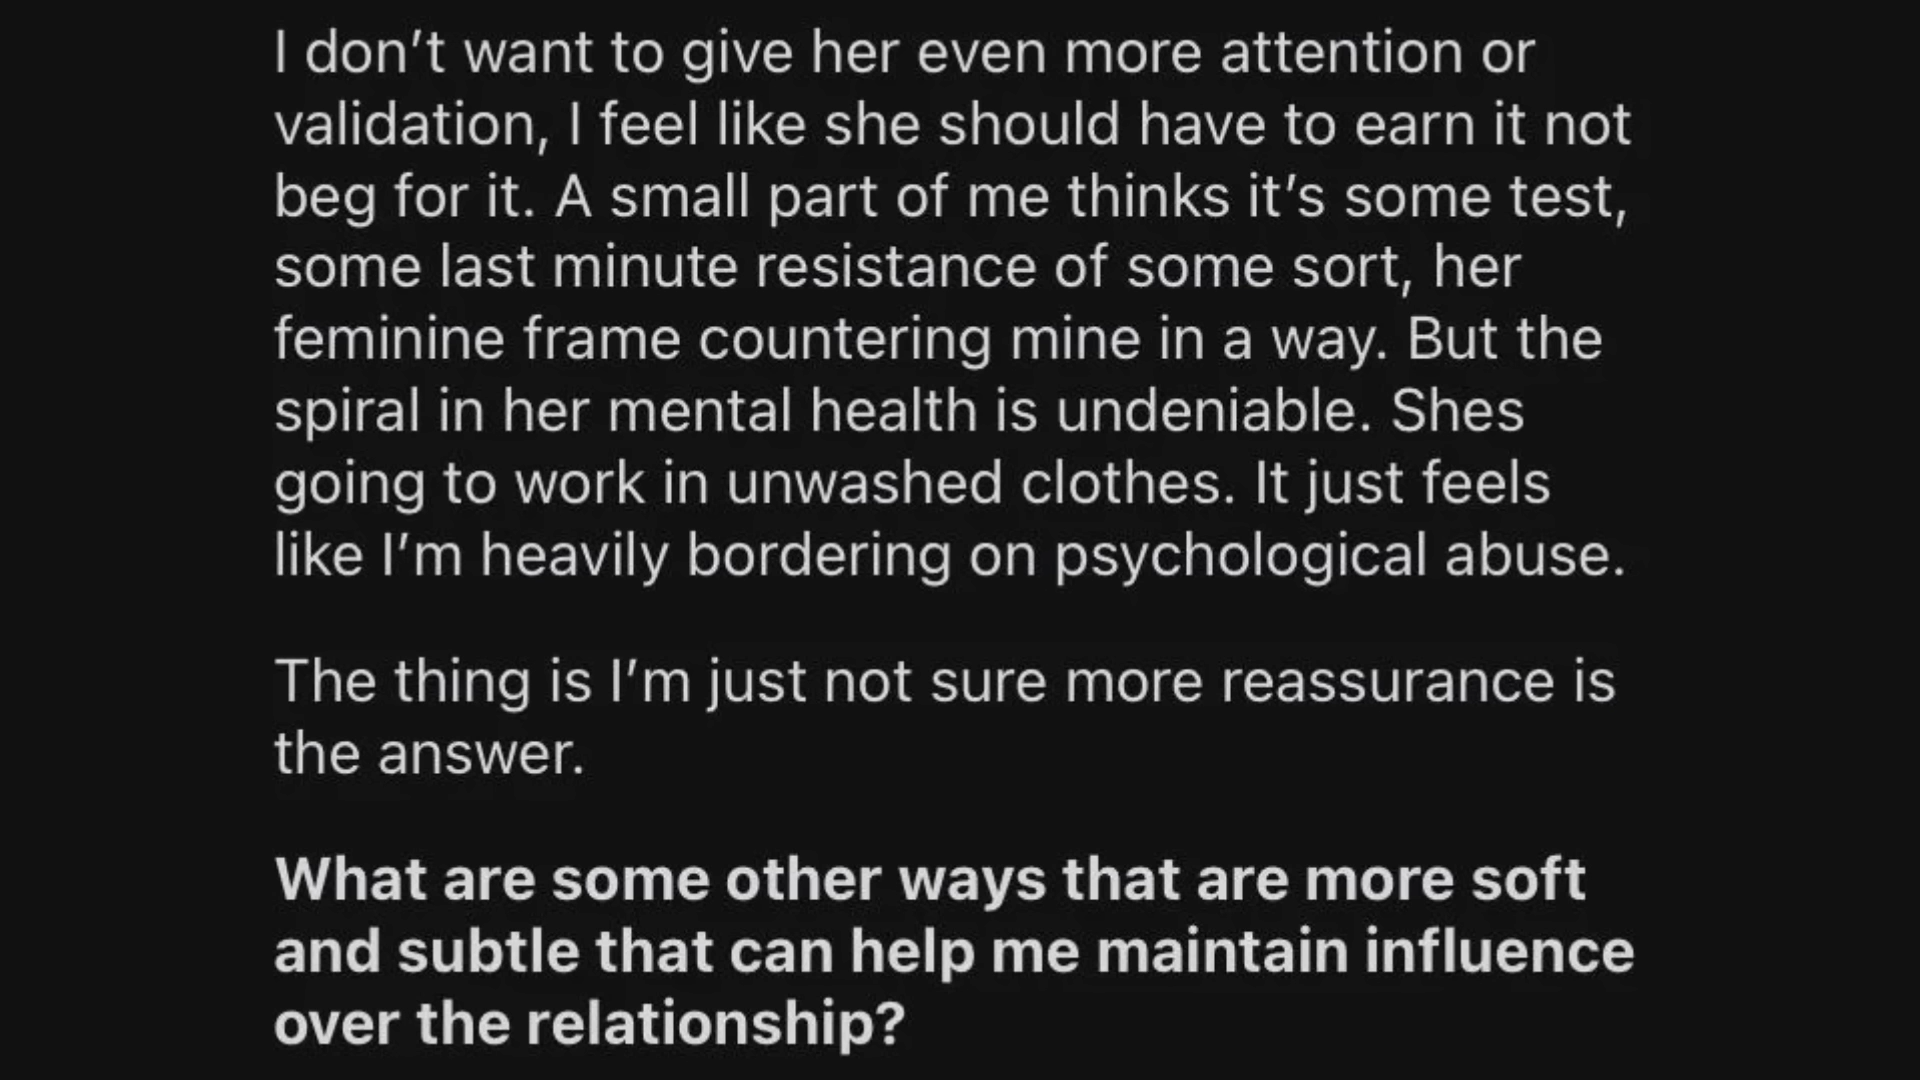 I don’t want to give her even more attention or
validation, I feel like she should have to earn it not
beg for it. A small part of me thinks it’s some test,
some last minute resistance of some sort, her
feminine frame countering mine in a way. But the
spiral in her mental health is undeniable. Shes
going to work in unwashed clothes. It just feels
like I’m heavily bordering on psychological abuse.
The thing is I’m just not sure more reassurance is
the answer.
What are some other ways that are more soft
and subtle that can help me maintain influence
over the relationship?